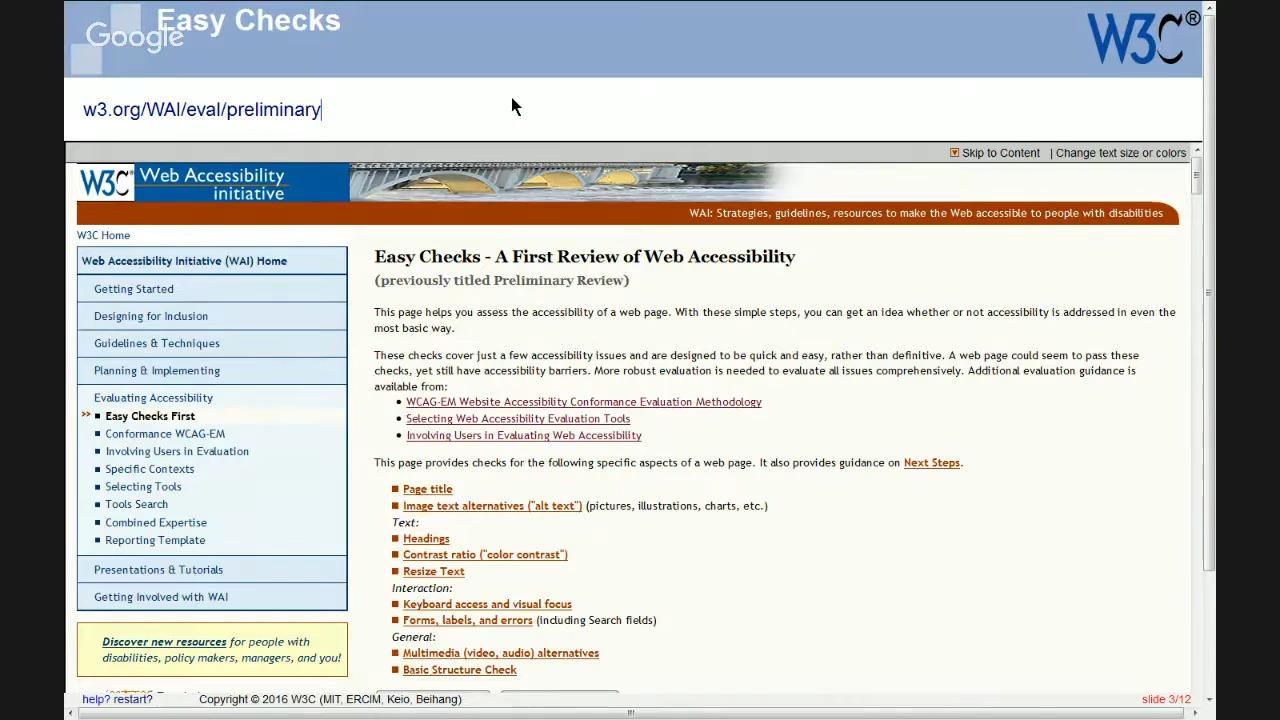 Easy Checks
Google
W3C®
w3.org/WAI/eval/preliminary
Skip to Content | Change text size or colors
W3C Web Accessibility initiative
WAI: Strategies, guidelines, resources to make the Web accessible to people with disabilities
W3C Home
Web Accessibility Initiative (WAI) Home
Getting Started
Designing for Inclusion
Guidelines & Techniques
Planning & Implementing
Evaluating Accessibility
>> ■ Easy Checks First
■ Conformance WCAG-EM
■ Involving Users in Evaluation
■ Specific Contexts
■ Selecting Tools
■ Tools Search
■ Combined Expertise
■ Reporting Template
Presentations & Tutorials
Getting Involved with WAI
Discover new resources for people with
disabilities, policy makers, managers, and you!
Easy Checks - A First Review of Web Accessibility
(previously titled Preliminary Review)
This page helps you assess the accessibility of a web page. With these simple steps, you can get an idea whether or not accessibility is addressed in even the
most basic way.
These checks cover just a few accessibility issues and are designed to be quick and easy, rather than definitive. A web page could seem to pass these
checks, yet still have accessibility barriers. More robust evaluation is needed to evaluate all issues comprehensively. Additional evaluation guidance is
available from:
• WCAG-EM Website Accessibility Conformance Evaluation Methodology
• Selecting Web Accessibility Evaluation Tools
• Involving Users in Evaluating Web Accessibility
This page provides checks for the following specific aspects of a web page. It also provides guidance on Next Steps.
■ Page title
■ Image text alternatives ("alt text") (pictures, illustrations, charts, etc.)
Text:
■ Headings
■ Contrast ratio ("color contrast")
■ Resize Text
Interaction:
■ Keyboard access and visual focus
■ Forms, labels, and errors (including Search fields)
General:
■ Multimedia (video, audio) alternatives
■ Basic Structure Check
help? restart? Copyright © 2016 W3C (MIT, ERCIM, Keio, Beihang) slide 3/12